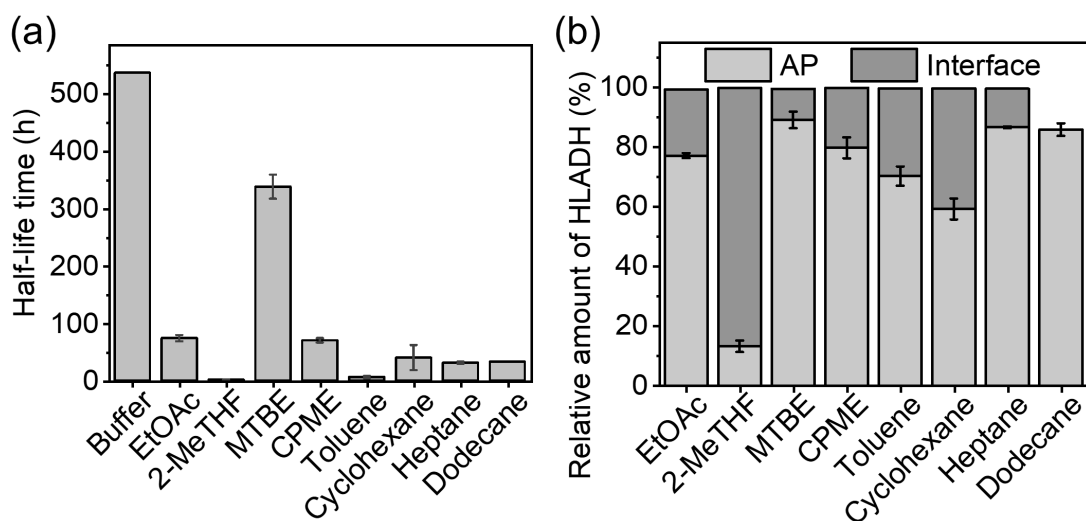 (a)
Half-life time (h)
500
400
300
200
100
0
Buffer
EtOAc
2-MeTHF
MTBE
CPME
Toluene
Cyclohexane
Heptane
Dodecane
(b)
AP
Interface
Relative amount of HLADH (%)
100
80
60
40
20
0
EtOAc
2-MeTHF
MTBE
CPME
Toluene
Cyclohexane
Heptane
Dodecane